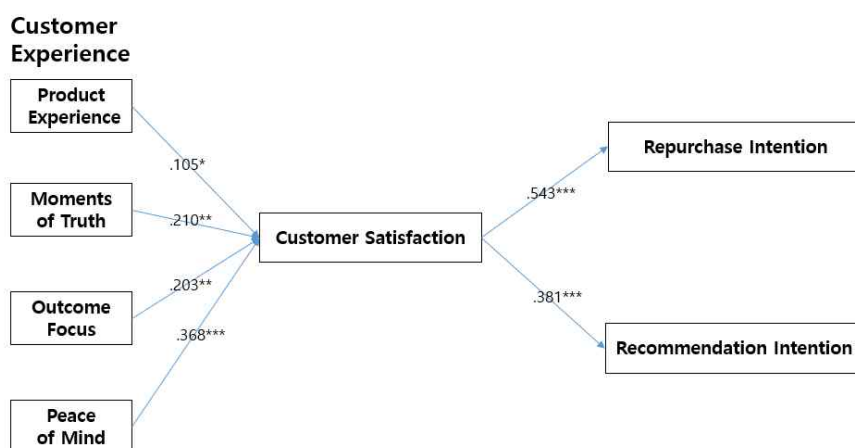 Customer
Experience
Product
Experience
.105*
Moments
of Truth
.210**
Outcome
Focus
.203**
.368***
Peace
of Mind
Customer Satisfaction
.543***
Repurchase Intention
.381***
Recommendation Intention